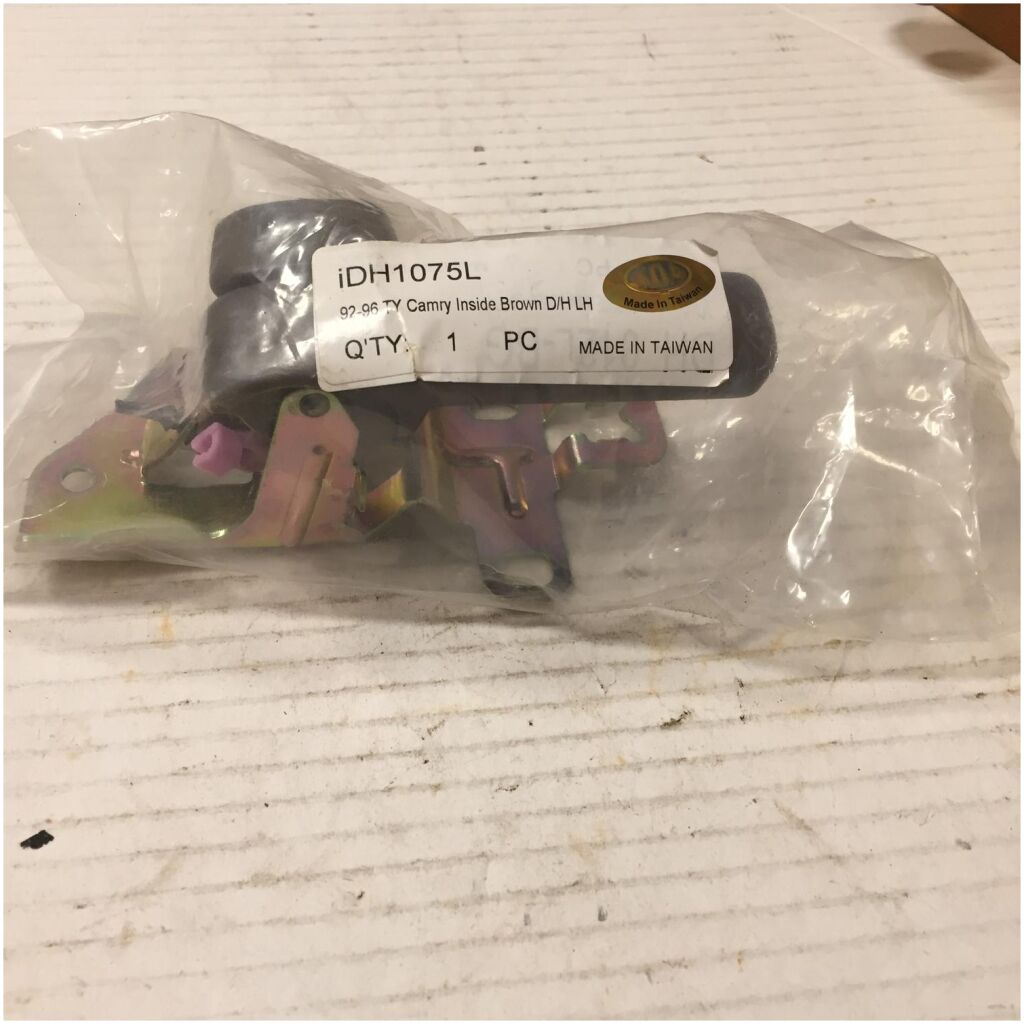 iDH1075L
92-96 TY Camry Inside Brown D/H LH
Q'TY: 1 PC
MADE IN TAIWAN
Made in Taiwan